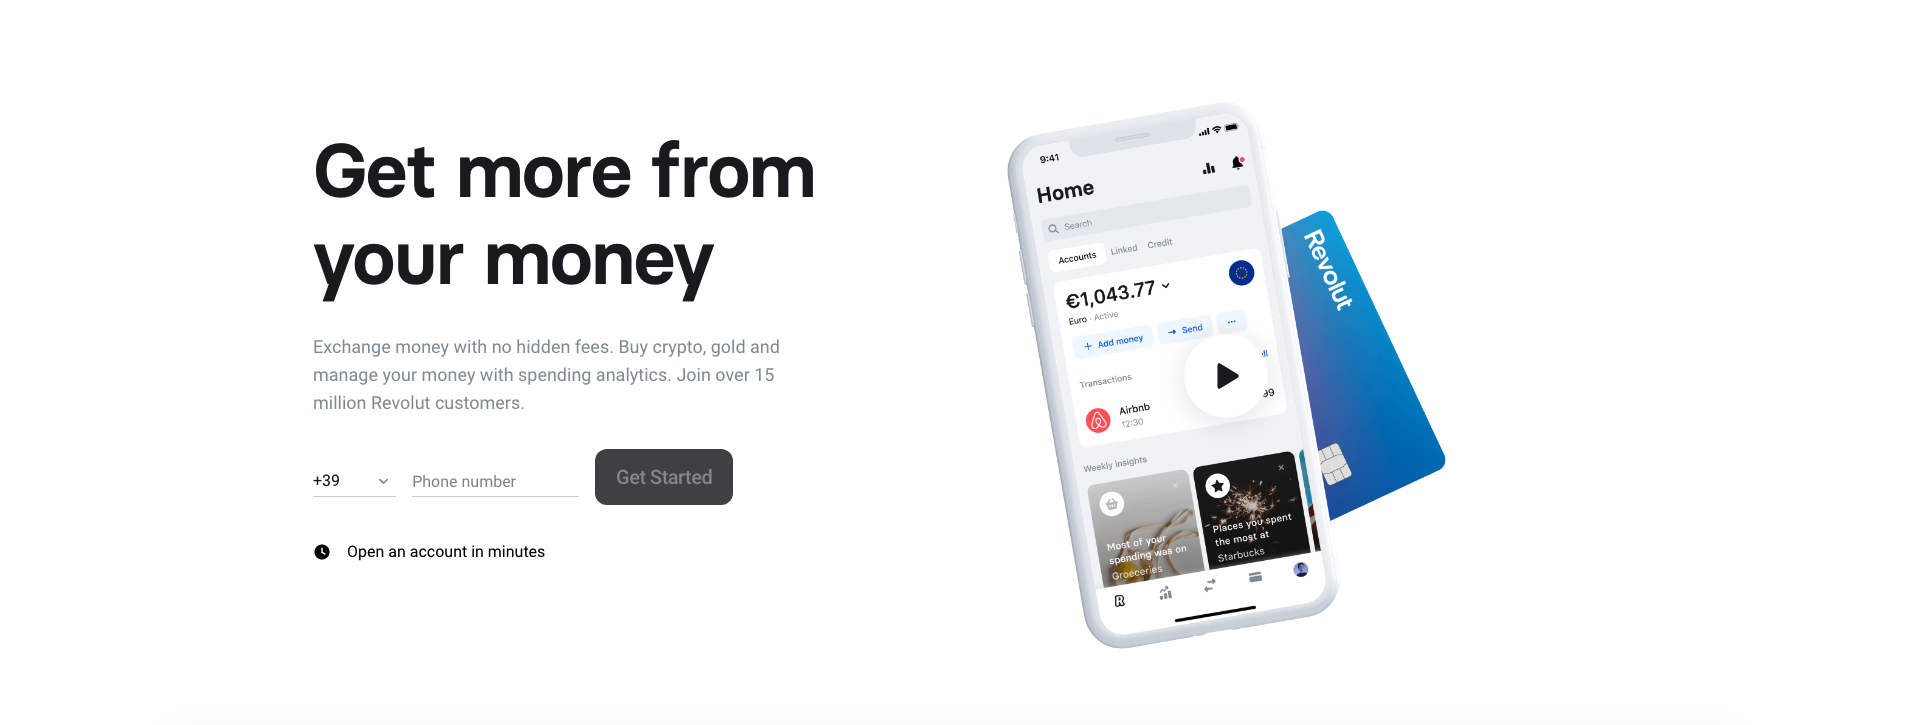 Get more from
your money
Exchange money with no hidden fees. Buy crypto, gold and
manage your money with spending analytics. Join over 15
million Revolut customers.
+39
Phone number
Get Started
Open an account in minutes
9:41
Home
Search
Accounts Linked Credit
€1,043.77
Euro · Active
+ Add money
→ Send
...
Transactions
Airbnb
12:30
99
Weekly insights
Most of your
spending was on
Groeceries
Places you spent
the most at
Starbucks
Revolut